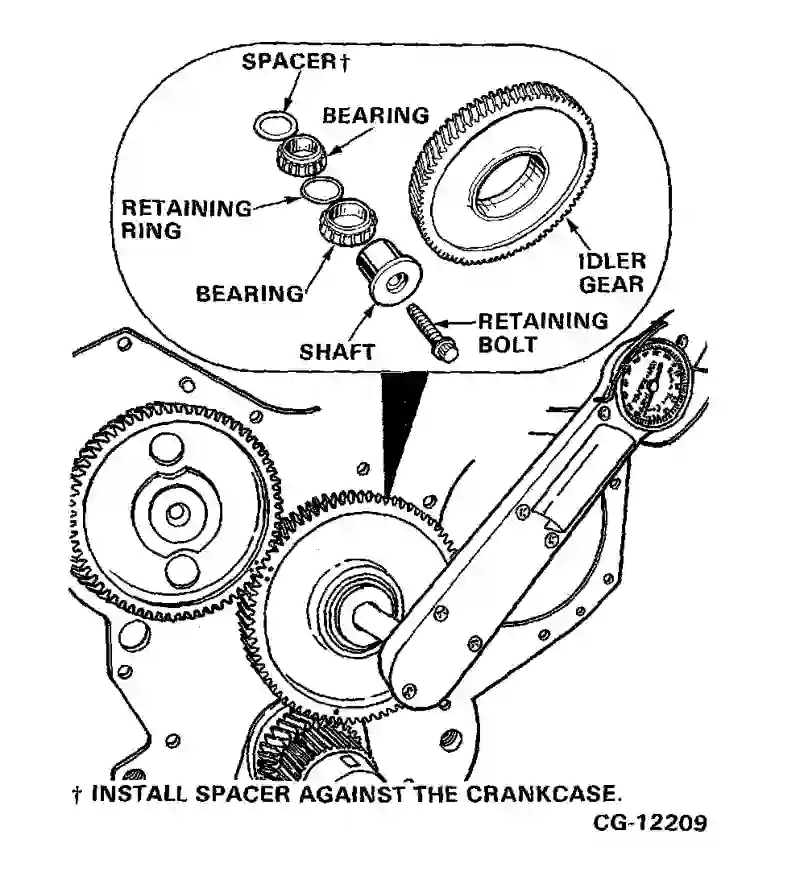 SPACER†
BEARING
RETAINING
RING
BEARING
SHAFT
IDLER
GEAR
RETAINING
BOLT
† INSTALL SPACER AGAINST THE CRANKCASE.
CG-12209